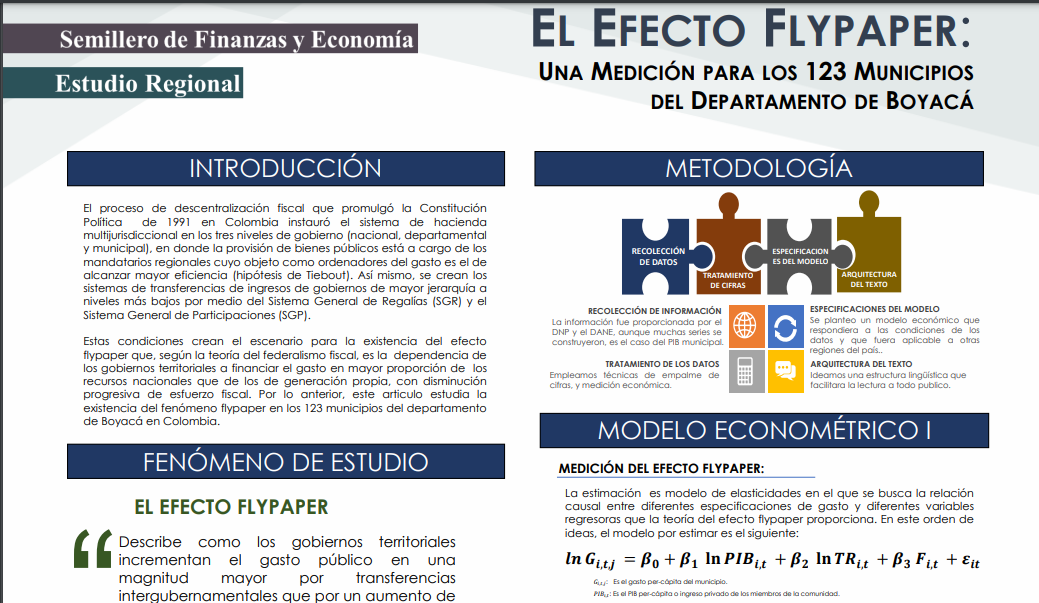 Semillero de Finanzas y Economía
Estudio Regional
EL EFECTO FLYPAPER:
UNA MEDICIÓN PARA LOS 123 MUNICIPIOS
DEL DEPARTAMENTO DE BOYACÁ
INTRODUCCIÓN
El proceso de descentralización fiscal que promulgó la Constitución
Política de 1991 en Colombia instauró el sistema de hacienda
multijurisdiccional en los tres niveles de gobierno (nacional, departamental
y municipal), en donde la provisión de bienes públicos está a cargo de los
mandatarios regionales cuyo objeto como ordenadores del gasto es el de
alcanzar mayor eficiencia (hipótesis de Tiebout). Así mismo, se crean los
sistemas de transferencias de ingresos de gobiernos de mayor jerarquía a
niveles más bajos por medio del Sistema General de Regalías (SGR) y el
Sistema General de Participaciones (SGP).
Estas condiciones crean el escenario para la existencia del efecto
flypaper que, según la teoría del federalismo fiscal, es la dependencia de
los gobiernos territoriales a financiar el gasto en mayor proporción de los
recursos nacionales que de los de generación propia, con disminución
progresiva de esfuerzo fiscal. Por lo anterior, este articulo estudia la
existencia del fenómeno flypaper en los 123 municipios del departamento
de Boyacá en Colombia.
FENÓMENO DE ESTUDIO
EL EFECTO FLYPAPER
“
Describe como los gobiernos territoriales
incrementan el gasto público en una
magnitud mayor por transferencias
intergubernamentales que por un aumento de
METODOLOGÍA
RECOLECCIÓN
DE DATOS
TRATAMIENTO
DE CIFRAS
ESPECIFICACION
ES DEL MODELO
ARQUITECTURA
DEL TEXTO
RECOLECCIÓN DE INFORMACIÓN
La información fue proporcionada por el
DNP y el DANE, aunque muchas series se
construyeron, es el caso del PIB municipal.
ESPECIFICACIONES DEL MODELO
Se planteo un modelo económico que
respondiera a las condiciones de los
datos y que fuera aplicable a otras
regiones del país..
TRATAMIENTO DE LOS DATOS
Empleamos técnicas de empalme de
cifras, y medición económica.
ARQUITECTURA DEL TEXTO
Ideamos una estructura lingüística que
facilitara la lectura a todo publico.
MODELO ECONOMÉTRICO I
MEDICIÓN DEL EFECTO FLYPAPER:
La estimación es modelo de elasticidades en el que se busca la relación
causal entre diferentes especificaciones de gasto y diferentes variables
regresoras que la teoría del efecto flypaper proporciona. En este orden de
ideas, el modelo por estimar es el siguiente:
ln G_{i,t,j} = β_0 + β_1 ln PIB_{i,t} + β_2 ln TR_{i,t} + β_3 F_{i,t} + ε_{it}
G_{i,t,j}: Es el gasto per-cápita del municipio.
PIB_{i,t}: Es el PIB per-cápita o ingreso privado de los miembros de la comunidad.